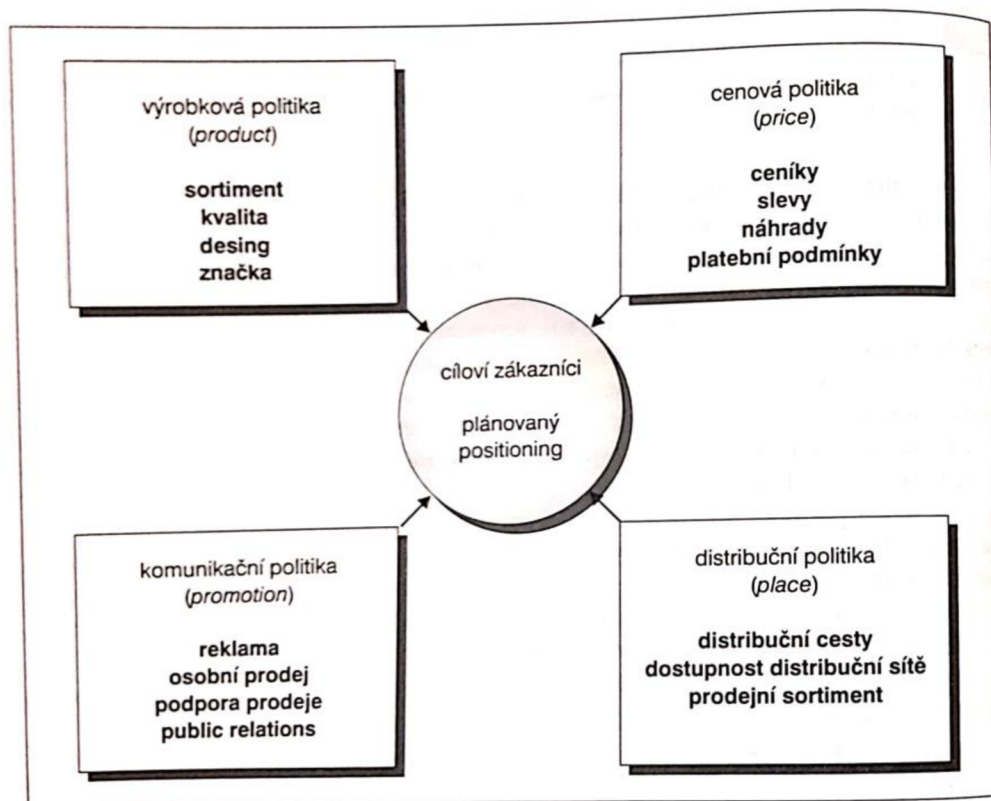 výrobková politika
(product)
sortiment
kvalita
desing
značka
cenová politika
(price)
ceníky
slevy
náhrady
platební podmínky
cíloví zákazníci
plánovaný
positioning
komunikační politika
(promotion)
reklama
osobní prodej
podpora prodeje
public relations
distribuční politika
(place)
distribuční cesty
dostupnost distribuční sítě
prodejní sortiment